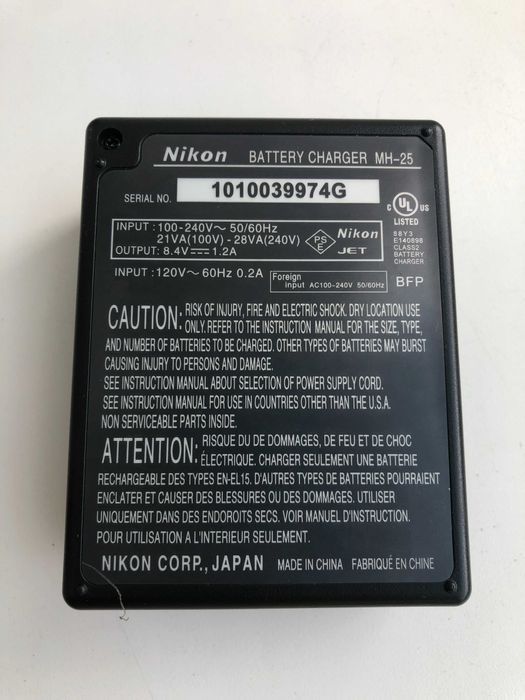 Nikon BATTERY CHARGER MH-25
SERIAL NO. 1010039974G
INPUT : 100-240V~ 50/60Hz
21VA(100V) - 28VA(240V)
OUTPUT: 8.4V⎓1.2A
PS
E
Nikon
JET
INPUT : 120V~ 60Hz 0.2A
Foreign
Input AC100-240V 50/60Hz
BFP
C UL US
LISTED
88Y3
E140898
CLASS2
BATTERY
CHARGER
CAUTION: RISK OF INJURY, FIRE AND ELECTRIC SHOCK. DRY LOCATION USE
ONLY. REFER TO THE INSTRUCTION MANUAL FOR THE SIZE, TYPE,
AND NUMBER OF BATTERIES TO BE CHARGED. OTHER TYPES OF BATTERIES MAY BURST
CAUSING INJURY TO PERSONS AND DAMAGE.
SEE INSTRUCTION MANUAL ABOUT SELECTION OF POWER SUPPLY CORD.
SEE INSTRUCTION MANUAL FOR USE IN COUNTRIES OTHER THAN THE U.S.A.
NON SERVICEABLE PARTS INSIDE.
ATTENTION: RISQUE DU DE DOMMAGES, DE FEU ET DE CHOC
ÉLECTRIQUE. CHARGER SEULEMENT UNE BATTERIE
RECHARGEABLE DES TYPES EN-EL15. D'AUTRES TYPES DE BATTERIES POURRAIENT
ENCLATER ET CAUSER DES BLESSURES OU DES DOMMAGES. UTILISER
UNIQUEMENT DANS DES ENDOROITS SECS. VOIR MANUEL D'INSTRUCTION.
POUR UTILISATION A L'INTERIEUR SEULEMENT.
NIKON CORP., JAPAN MADE IN CHINA FABRIQUÉ EN CHINE